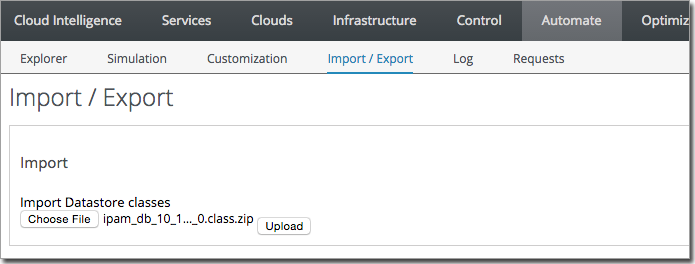 Cloud Intelligence Services Clouds Infrastructure Control Automate Optimiz
Explorer Simulation Customization Import / Export Log Requests
Import / Export
Import
Import Datastore classes
Choose File ipam_db_10_1..._0.class.zip Upload